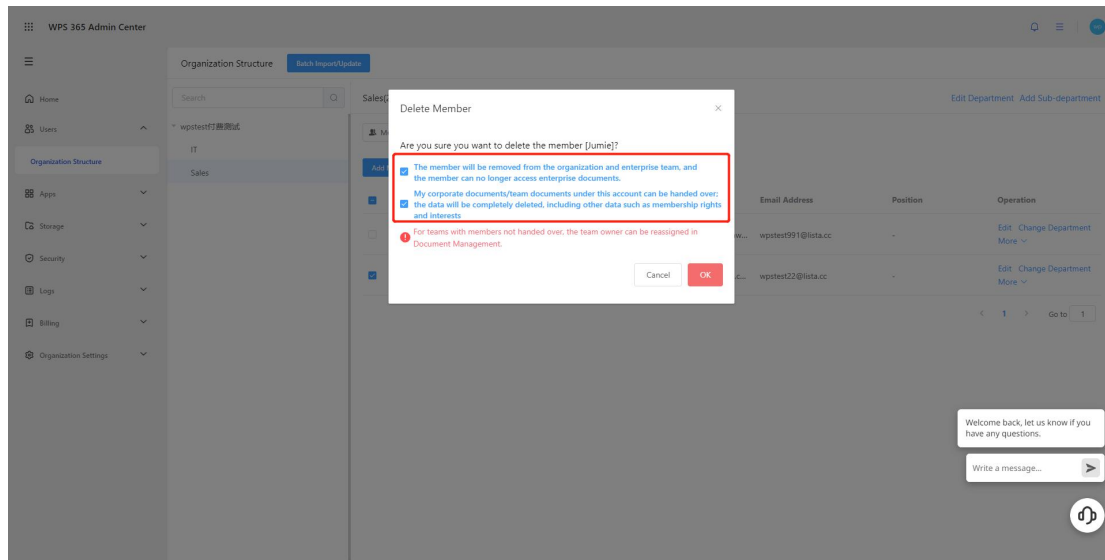 WPS 365 Admin Center
Organization Structure
Batch Import/Update
Home
Search
Sales(
Edit Department Add Sub-department
Users
wpstest付费测试
IT
Organization Structure
Sales
Apps
Storage
Security
Logs
Billing
Organization Settings
Delete Member
Are you sure you want to delete the member [Jumie]?
The member will be removed from the organization and enterprise team, and
the member can no longer access enterprise documents.
My corporate documents/team documents under this account can be handed over;
the data will be completely deleted, including other data such as membership rights
and interests
For teams with members not handed over, the team owner can be reassigned in
Document Management.
Cancel
OK
Email Address
Position
Operation
wpstest991@lista.cc
-
Edit Change Department
More
wpstest22@lista.cc
-
Edit Change Department
More
1
Go to
1
Welcome back, let us know if you
have any questions.
Write a message...